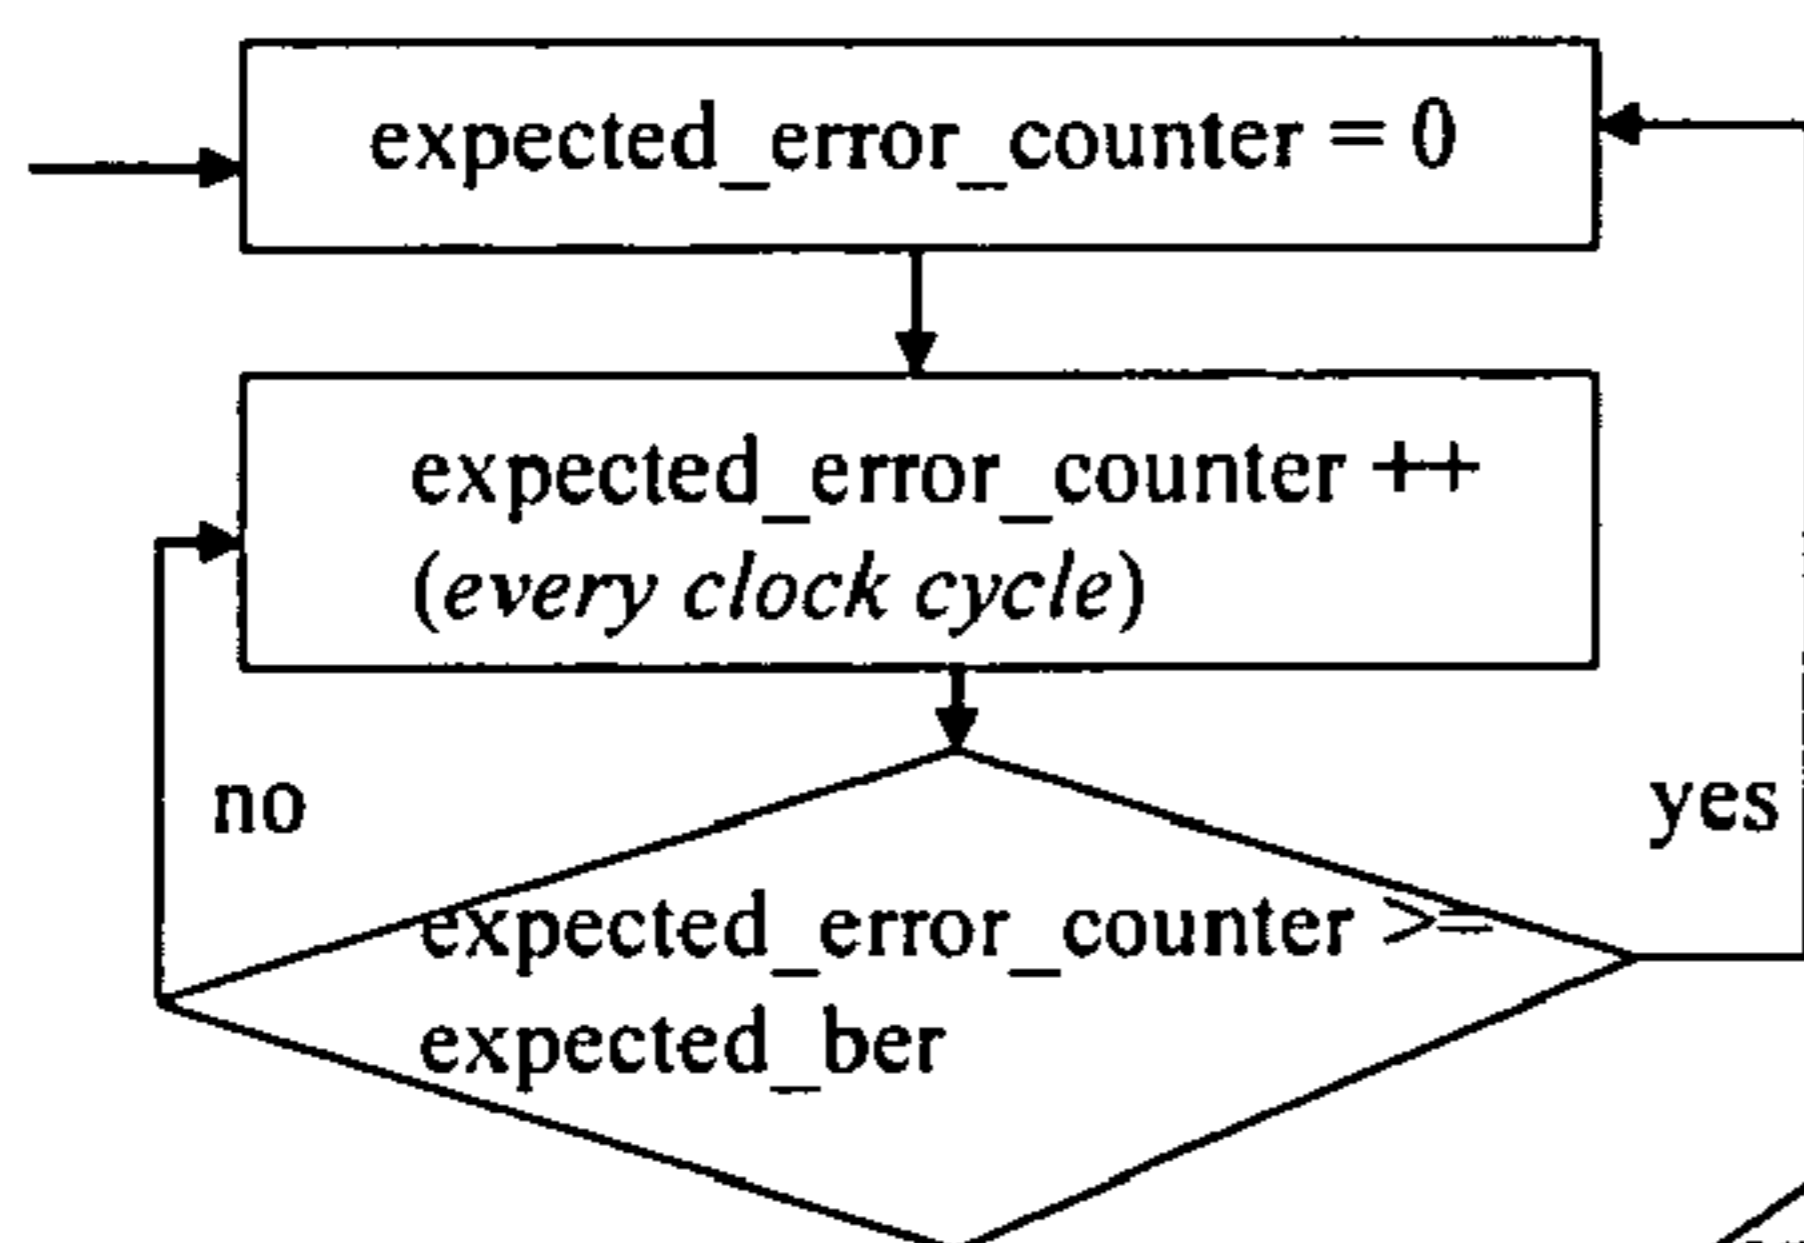 expected_error_counter = 0
expected_error_counter ++
(every clock cycle)
no
yes
expected_error_counter >=
expected_ber